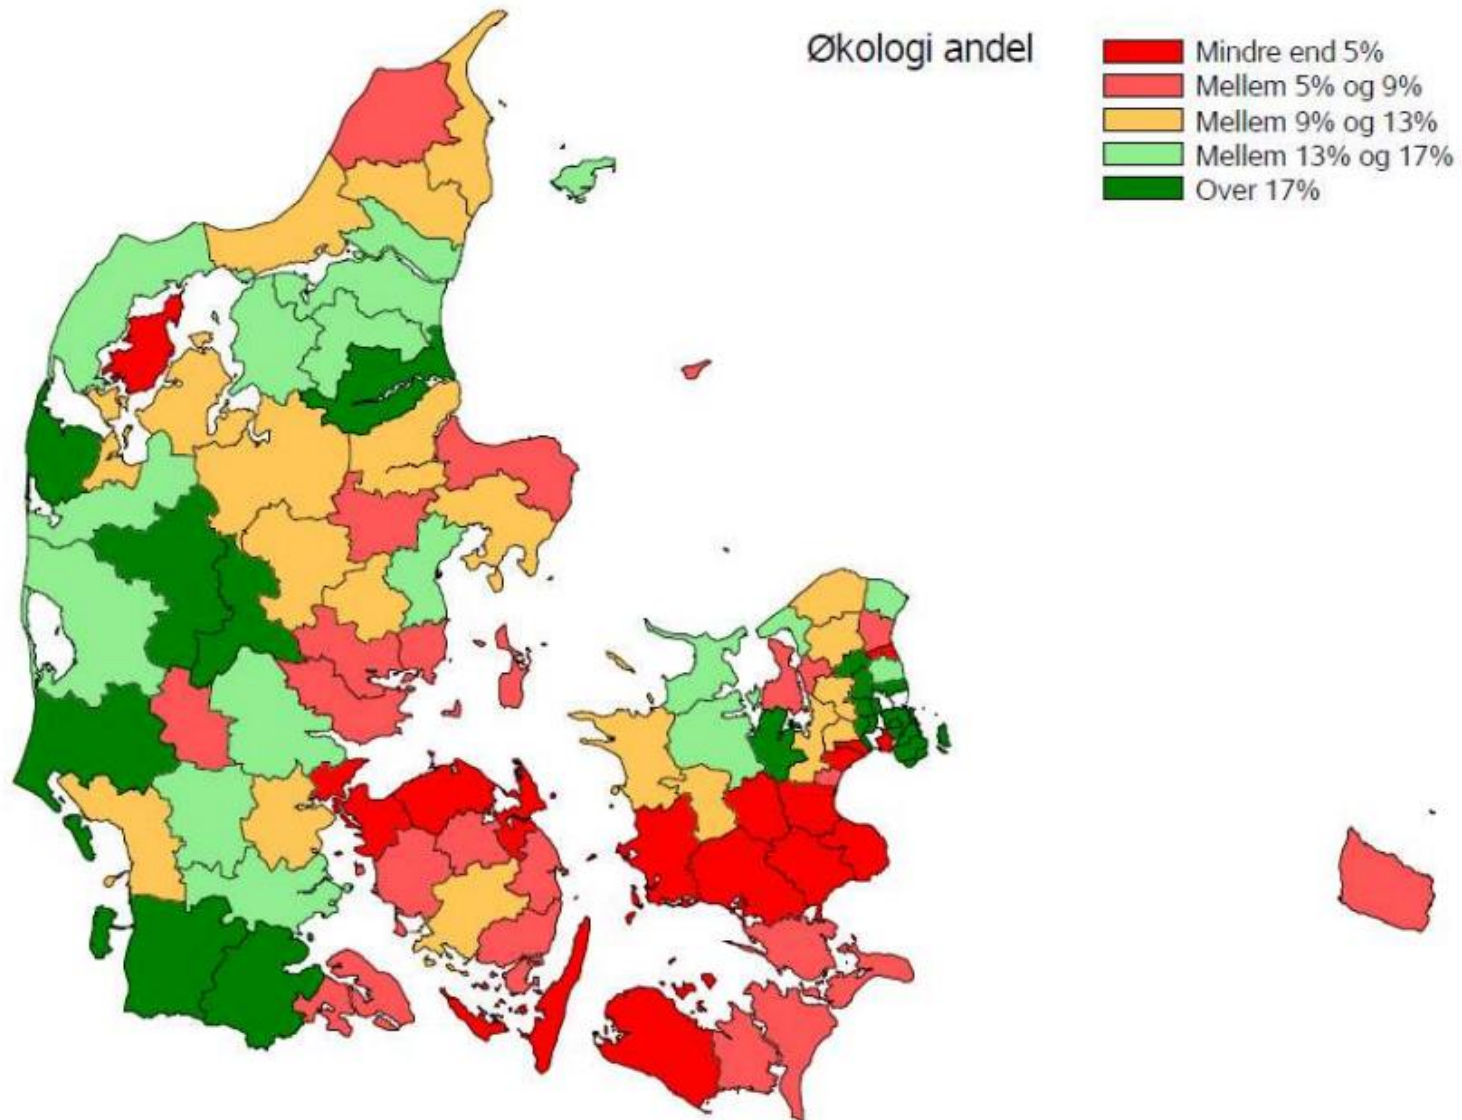 Økologi andel
Mindre end 5%
Mellem 5% og 9%
Mellem 9% og 13%
Mellem 13% og 17%
Over 17%